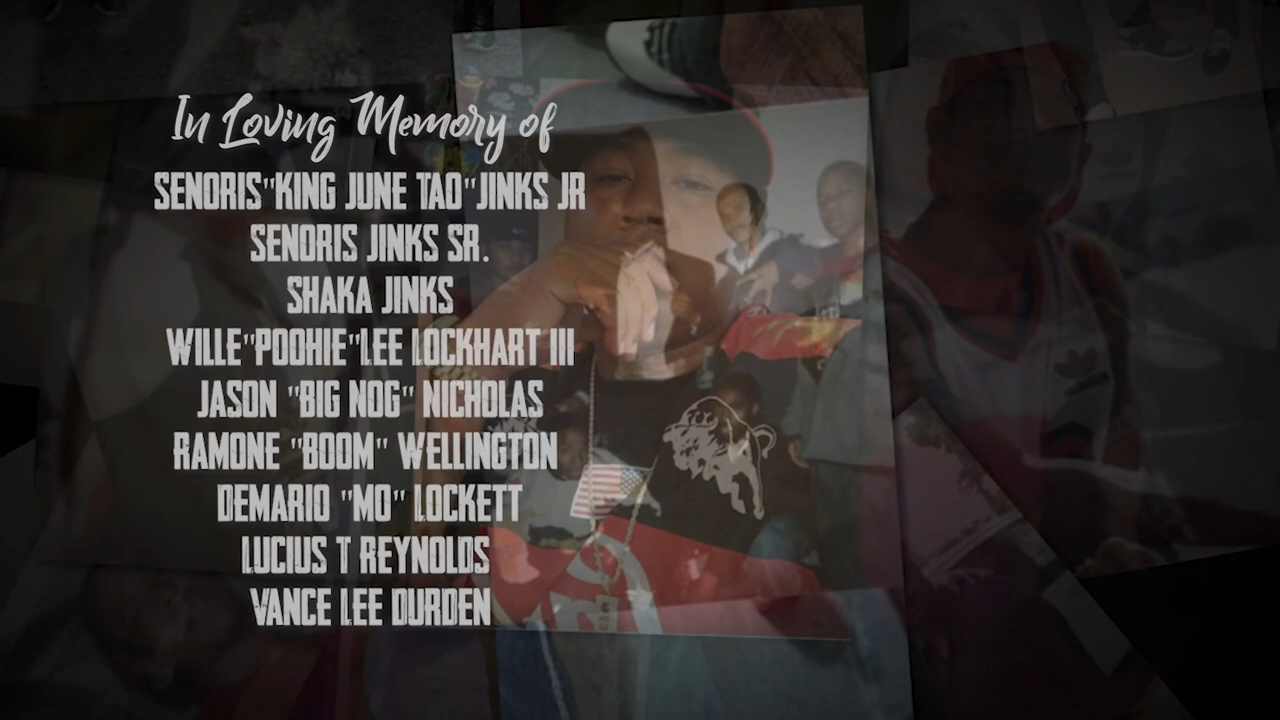 In Loving Memory of
SENORIS"KING JUNE TAO"JINKS JR
SENORIS JINKS SR.
SHAKA JINKS
WILLE"POOHIE"LEE LOCKHART III
JASON "BIG NOG" NICHOLAS
RAMONE "BOOM" WELLINGTON
DEMARIO "MO" LOCKETT
LUCIUS T REYNOLDS
VANCE LEE DURDEN